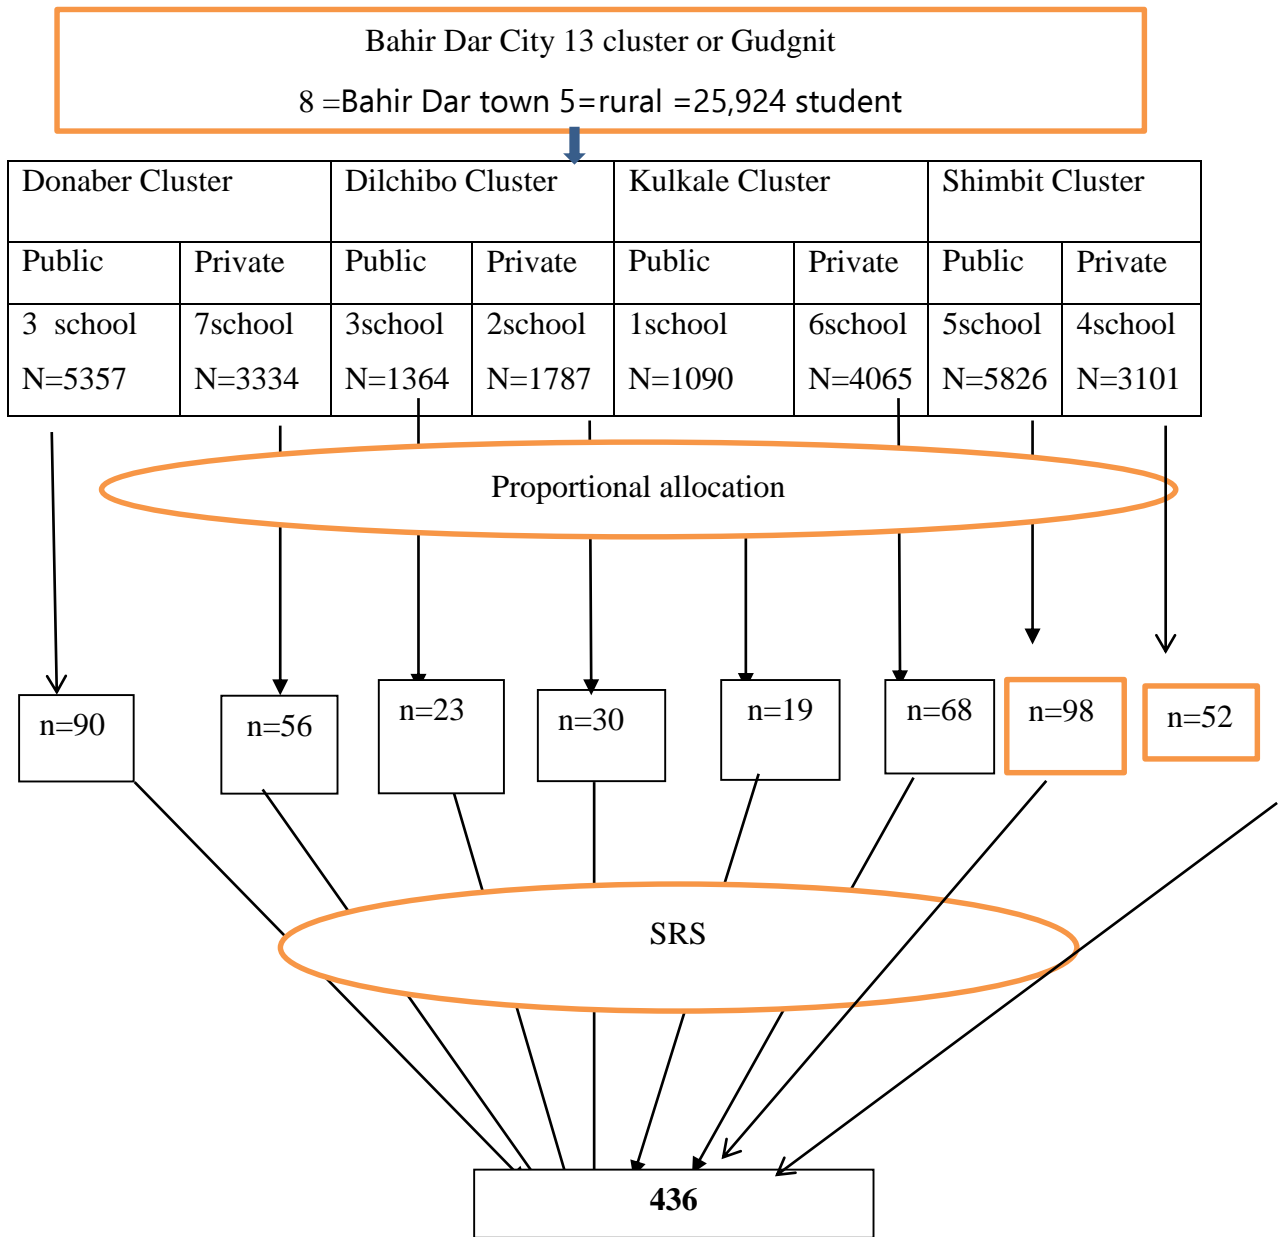 Bahir Dar City 13 cluster or Gudgnit
8 =Bahir Dar town 5=rural =25,924 student
Donaber Cluster Dilchibo Cluster Kulkale Cluster Shimbit Cluster
Public Private Public Private Public Private Public Private
3 school 7school 3school 2school 1school 6school 5school 4school
N=5357 N=3334 N=1364 N=1787 N=1090 N=4065 N=5826 N=3101
Proportional allocation
n=90 n=56 n=23 n=30 n=19 n=68 n=98 n=52
SRS
436